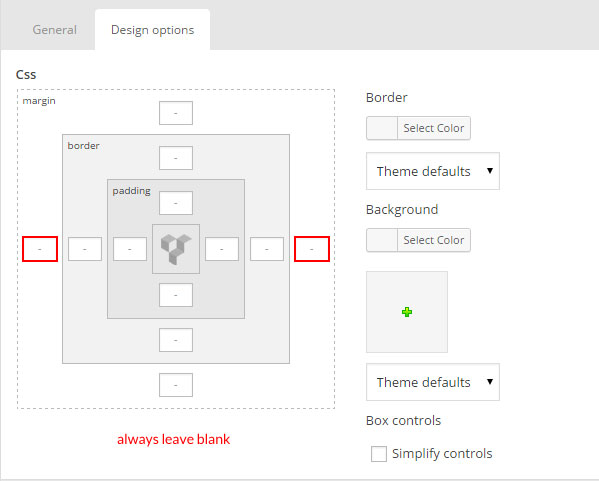 General
Design options
Css
margin
-
border
-
padding
-
- - - - - -
-
-
-
always leave blank
Border
Select Color
Theme defaults
Background
Select Color
Theme defaults
Box controls
Simplify controls